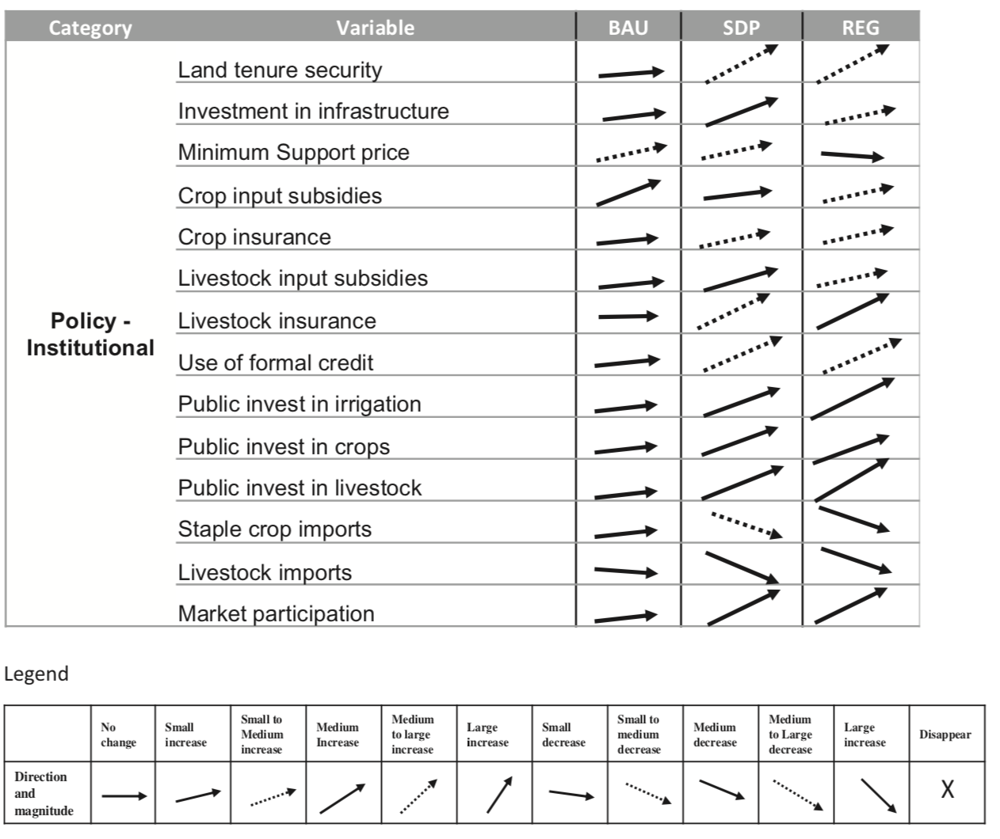 Category Variable BAU SDP REG
Land tenure security
Investment in infrastructure
Minimum Support price
Crop input subsidies
Crop insurance
Livestock input subsidies
Policy -
Institutional
Livestock insurance
Use of formal credit
Public invest in irrigation
Public invest in crops
Public invest in livestock
Staple crop imports
Livestock imports
Market participation
Legend
No
change
Small
increase
Small to
Medium
increase
Medium
Increase
Medium
to large
increase
Large
increase
Small
decrease
Small to
medium
decrease
Medium
decrease
Medium
to Large
decrease
Large
increase
Disappear
Direction
and
magnitude
X